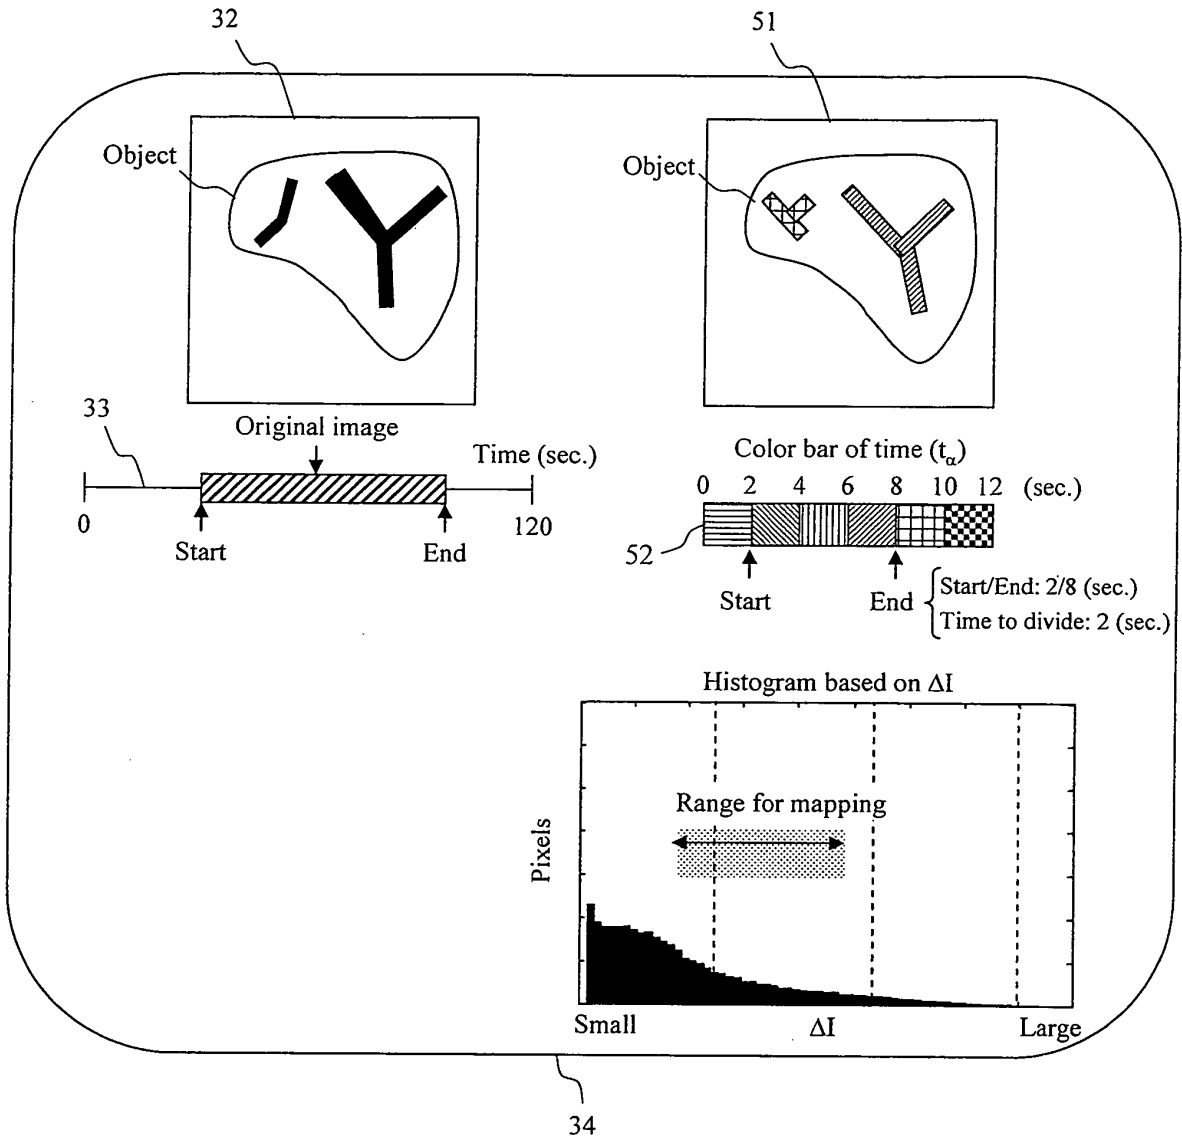 32
51
Object
Object
33
Original image
Time (sec.)
0
120
Start
End
Color bar of time (tα)
0 2 4 6 8 10 12 (sec.)
52
Start
End
Start/End: 2/8 (sec.)
Time to divide: 2 (sec.)
Histogram based on ΔI
Range for mapping
Pixels
Small
ΔI
Large
34